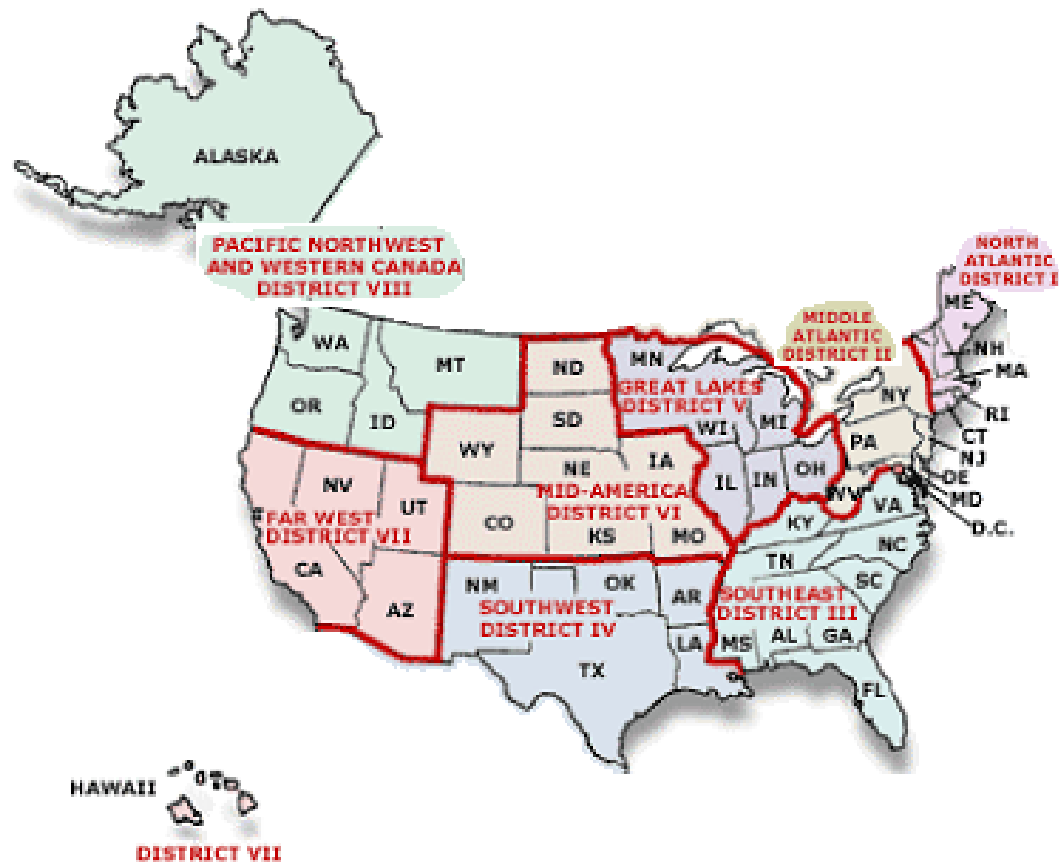 ALASKA
PACIFIC NORTHWEST
AND WESTERN CANADA
DISTRICT VIII
NORTH
ATLANTIC
DISTRICT I
ME
MIDDLE
ATLANTIC
DISTRICT II
WA
MT
ND
MN
NH
MA
OR
ID
SD
GREAT LAKES
DISTRICT V
WI
MI
NY
RI
CT
WY
NE
IA
PA
NJ
NV
UT
MID-AMERICA
DISTRICT VI
IL
IN
OH
WV
DE
MD
FAR WEST
DISTRICT VII
CO
KS
MO
KY
VA
D.C.
CA
AZ
NM
OK
AR
TN
NC
SC
SOUTHWEST
DISTRICT IV
SOUTHEAST
DISTRICT III
TX
LA
MS
AL
GA
FL
HAWAII
DISTRICT VII